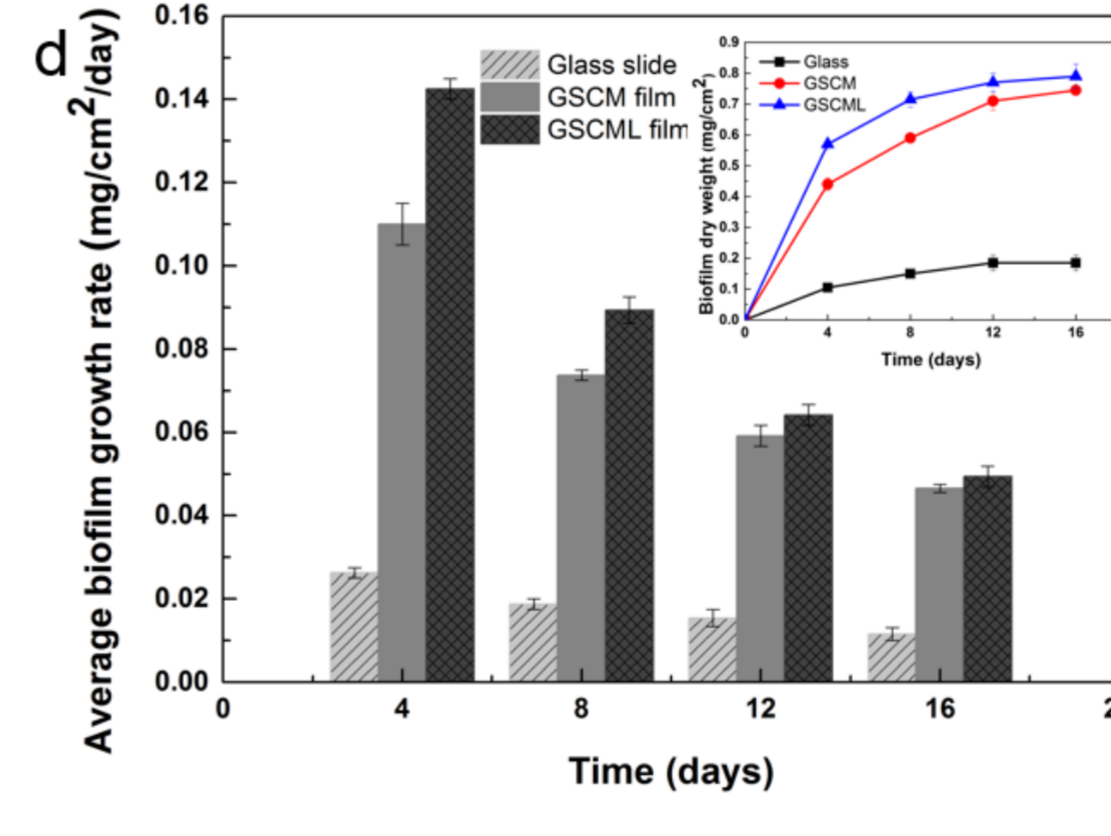 d
Average biofilm growth rate (mg/cm²/day)
0.16
0.14
0.12
0.10
0.08
0.06
0.04
0.02
0.00
0
4
8
12
16
2
Time (days)
Glass slide
GSCM film
GSCML film
Biofilm dry weight (mg/cm²)
0.9
0.8
0.7
0.6
0.5
0.4
0.3
0.2
0.1
0.0
Glass
GSCM
GSCML
0
4
8
12
16
Time (days)